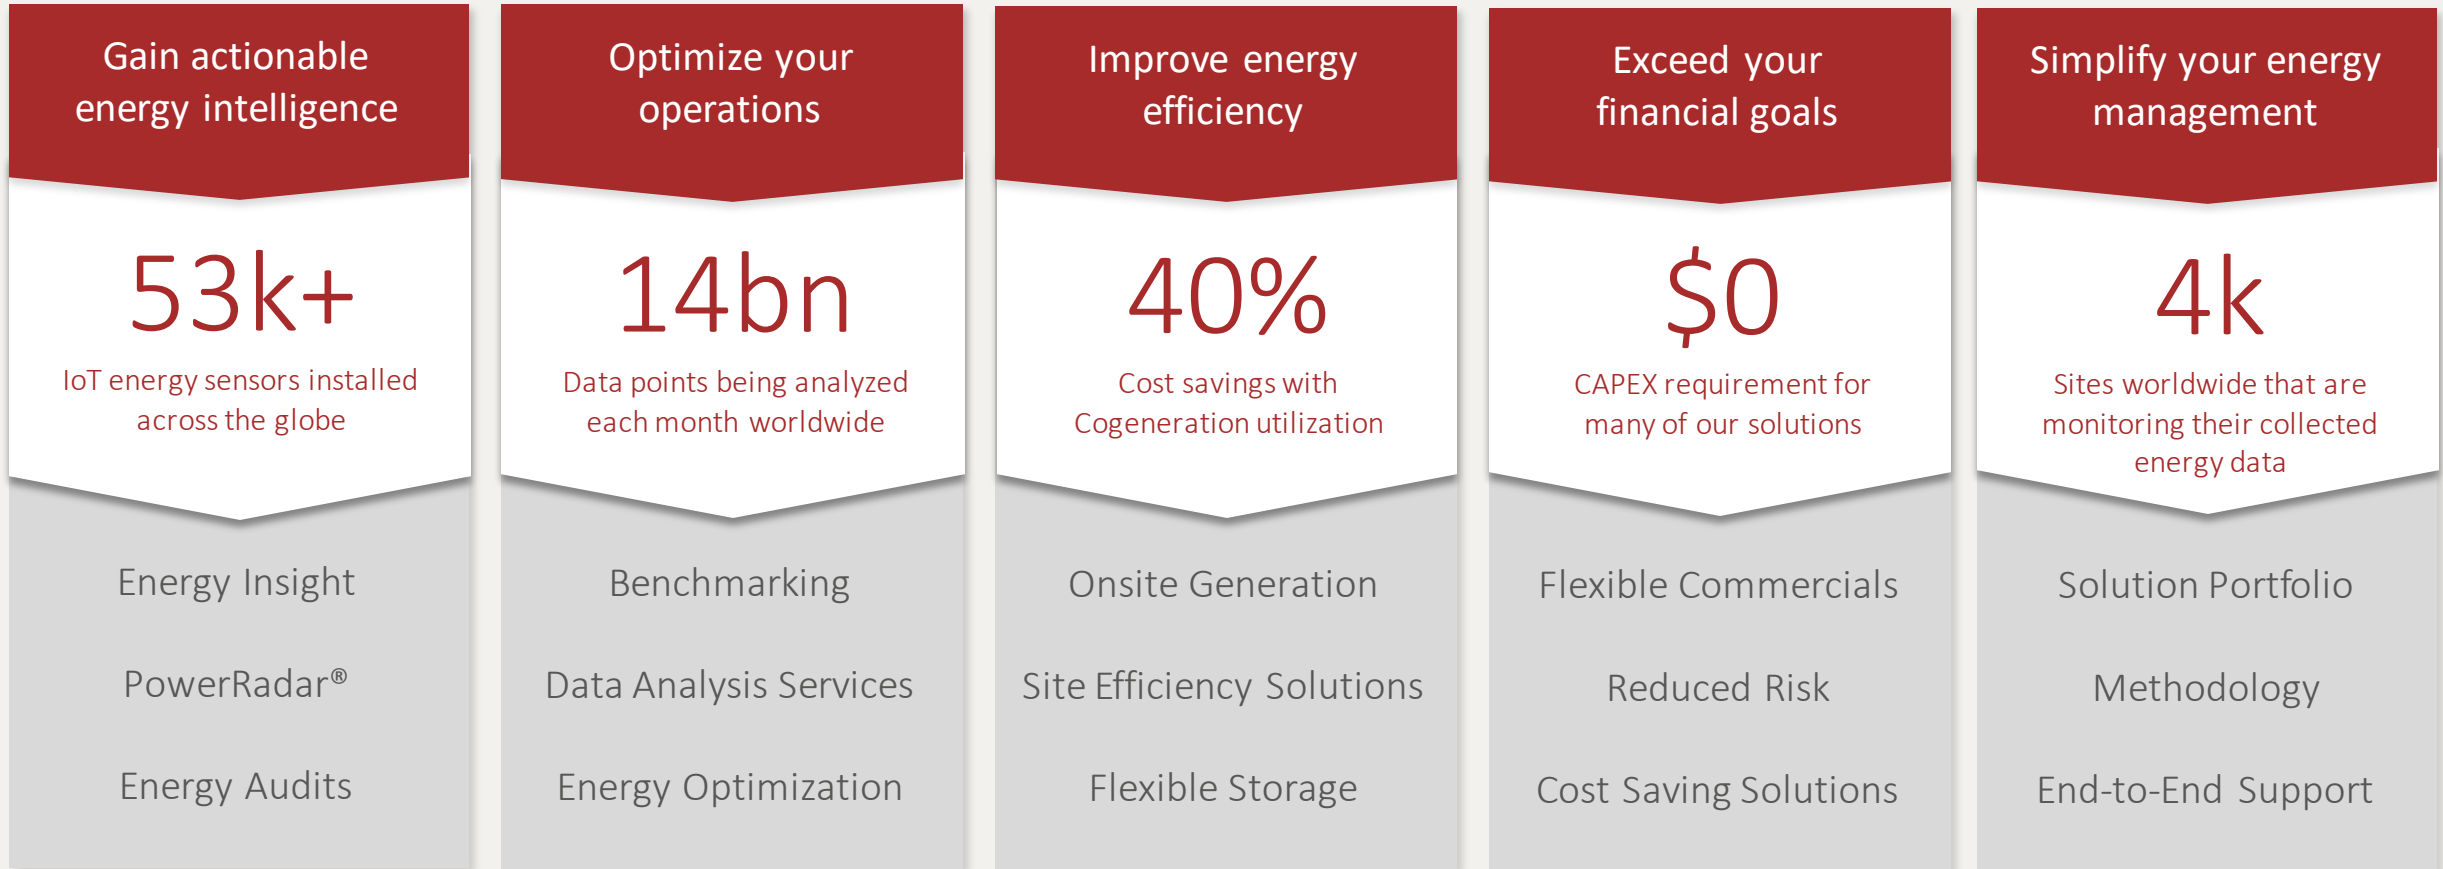 Gain actionable
energy intelligence
53k+
IoT energy sensors installed
across the globe
Energy Insight
PowerRadar®
Energy Audits
Optimize your
operations
14bn
Data points being analyzed
each month worldwide
Benchmarking
Data Analysis Services
Energy Optimization
Improve energy
efficiency
40%
Cost savings with
Cogeneration utilization
Onsite Generation
Site Efficiency Solutions
Flexible Storage
Exceed your
financial goals
$0
CAPEX requirement for
many of our solutions
Flexible Commercials
Reduced Risk
Cost Saving Solutions
Simplify your energy
management
4k
Sites worldwide that are
monitoring their collected
energy data
Solution Portfolio
Methodology
End-to-End Support